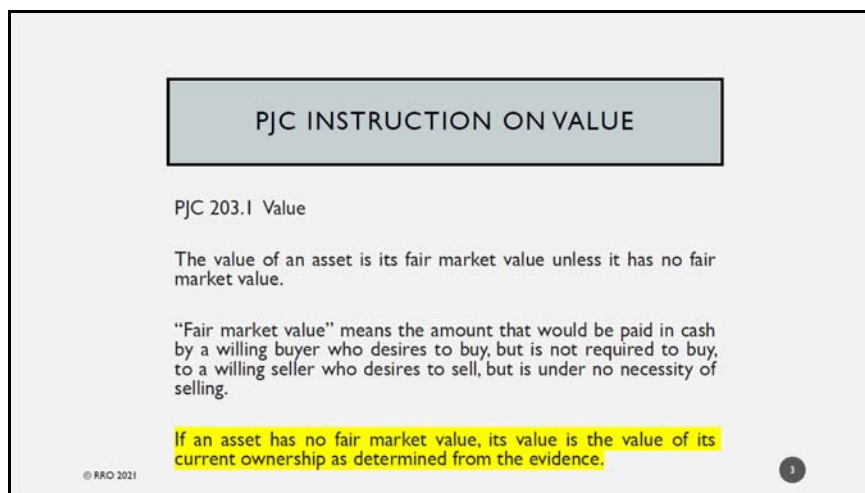 PJC INSTRUCTION ON VALUE
PJC 203.1 Value
The value of an asset is its fair market value unless it has no fair
market value.
“Fair market value” means the amount that would be paid in cash
by a willing buyer who desires to buy, but is not required to buy,
to a willing seller who desires to sell, but is under no necessity of
selling.
If an asset has no fair market value, its value is the value of its
current ownership as determined from the evidence.
© RRO 2021
3